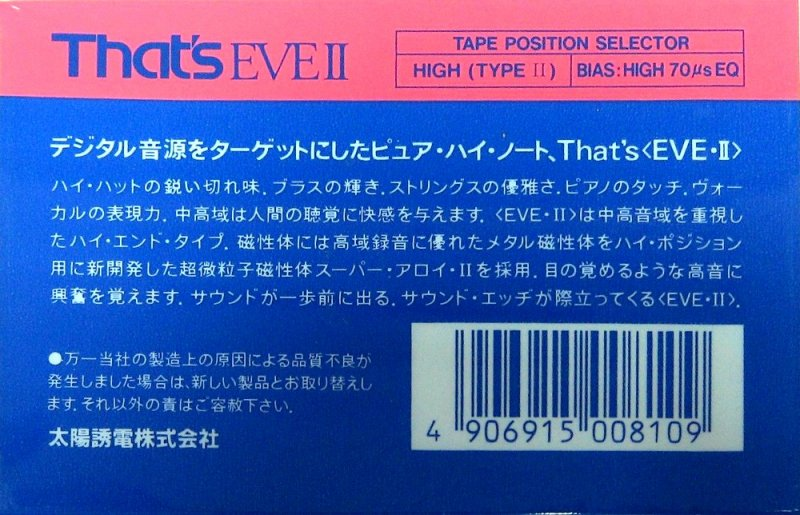 That's EVE II
TAPE POSITION SELECTOR
HIGH (TYPE II) BIAS: HIGH 70μs EQ
デジタル音源をターゲットにしたピュア・ハイ・ノート、That's〈EVE・II〉
ハイ・ハットの鋭い切れ味．ブラスの輝き．ストリングスの優雅さ．ピアノのタッチ．ヴォー
カルの表現力．中高域は人間の聴覚に快感を与えます．〈EVE・II〉は中高音域を重視し
たハイ・エンド・タイプ．磁性体には高域録音に優れたメタル磁性体をハイ・ポジション
用に新開発した超微粒子磁性体スーパー・アロイ・IIを採用．目の覚めるような高音に
興奮を覚えます．サウンドが一歩前に出る．サウンド・エッヂが際立ってくる〈EVE・II〉．
●万一当社の製造上の原因による品質不良が
発生しました場合は、新しい製品とお取り替えし
ます．それ以外の責はご容赦下さい．
太陽誘電株式会社
4 906915 008109